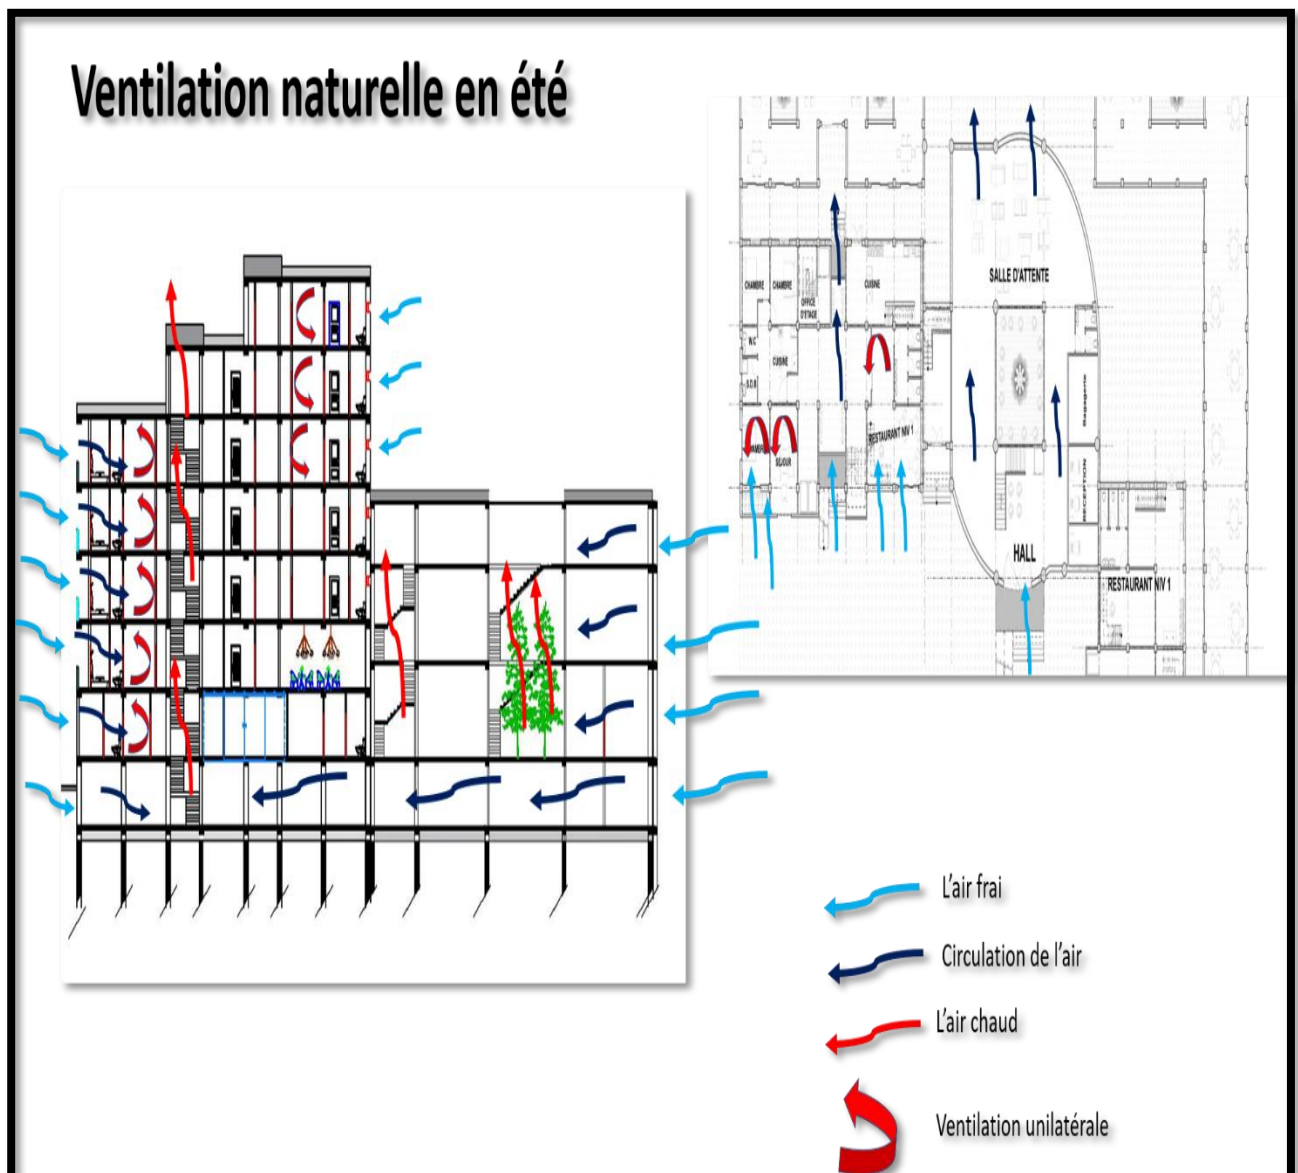 Ventilation naturelle en été
SALLE D'ATTENTE
CHAMBRE
CHAMBRE
OFFICE
D'ETAGE
CUISINE
W.C
CUISINE
S.D.B
SEJOUR
RESTAURANT NIV 1
Bagagerie
RECEPTION
HALL
RESTAURANT NIV 1
L'air frai
Circulation de l'air
L'air chaud
Ventilation unilatérale